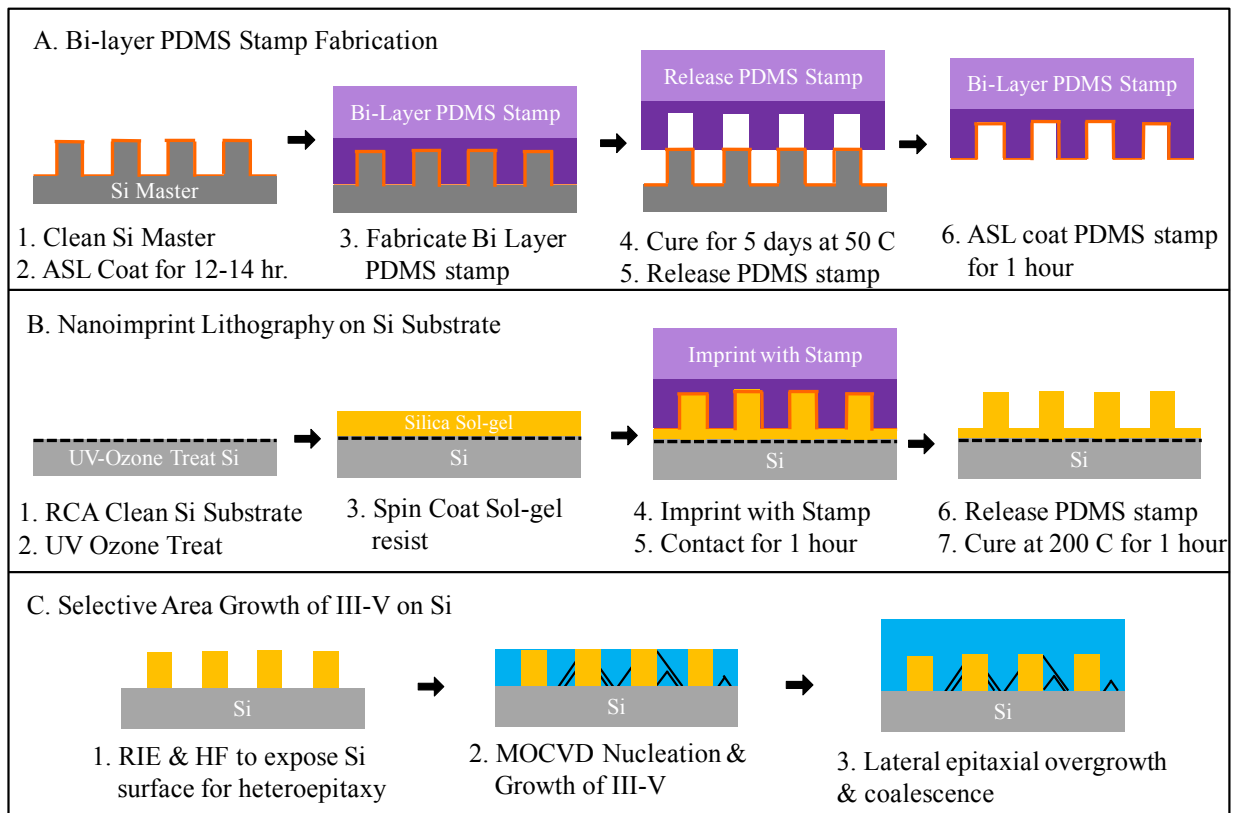 A. Bi-layer PDMS Stamp Fabrication
Si Master
1. Clean Si Master
2. ASL Coat for 12-14 hr.
Bi-Layer PDMS Stamp
3. Fabricate Bi Layer
PDMS stamp
Release PDMS Stamp
4. Cure for 5 days at 50 C
5. Release PDMS stamp
Bi-Layer PDMS Stamp
6. ASL coat PDMS stamp
for 1 hour
B. Nanoimprint Lithography on Si Substrate
UV-Ozone Treat Si
1. RCA Clean Si Substrate
2. UV Ozone Treat
Silica Sol-gel
Si
3. Spin Coat Sol-gel
resist
Imprint with Stamp
Si
4. Imprint with Stamp
5. Contact for 1 hour
Si
6. Release PDMS stamp
7. Cure at 200 C for 1 hour
C. Selective Area Growth of III-V on Si
Si
1. RIE & HF to expose Si
surface for heteroepitaxy
Si
2. MOCVD Nucleation &
Growth of III-V
Si
3. Lateral epitaxial overgrowth
& coalescence